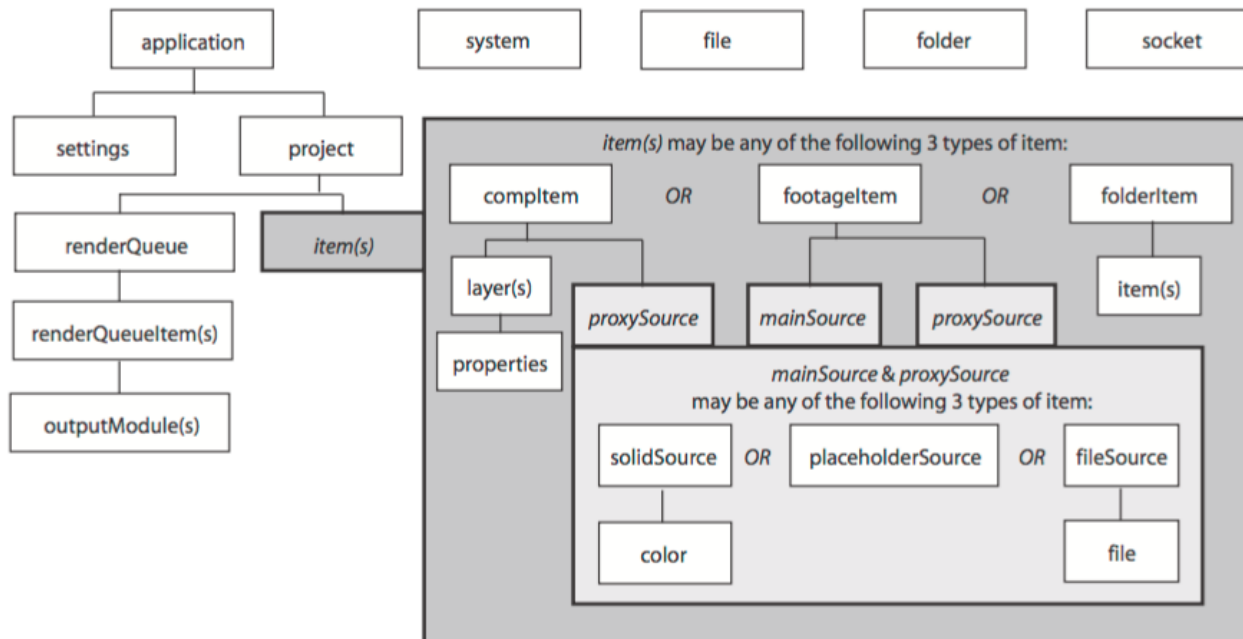 application
system
file
folder
socket
settings
project
item(s) may be any of the following 3 types of item:
compItem
OR
footageItem
OR
folderItem
renderQueue
item(s)
layer(s)
item(s)
proxySource
mainSource
proxySource
renderQueueItem(s)
properties
mainSource & proxySource
may be any of the following 3 types of item:
outputModule(s)
solidSource
OR
placeholderSource
OR
fileSource
color
file